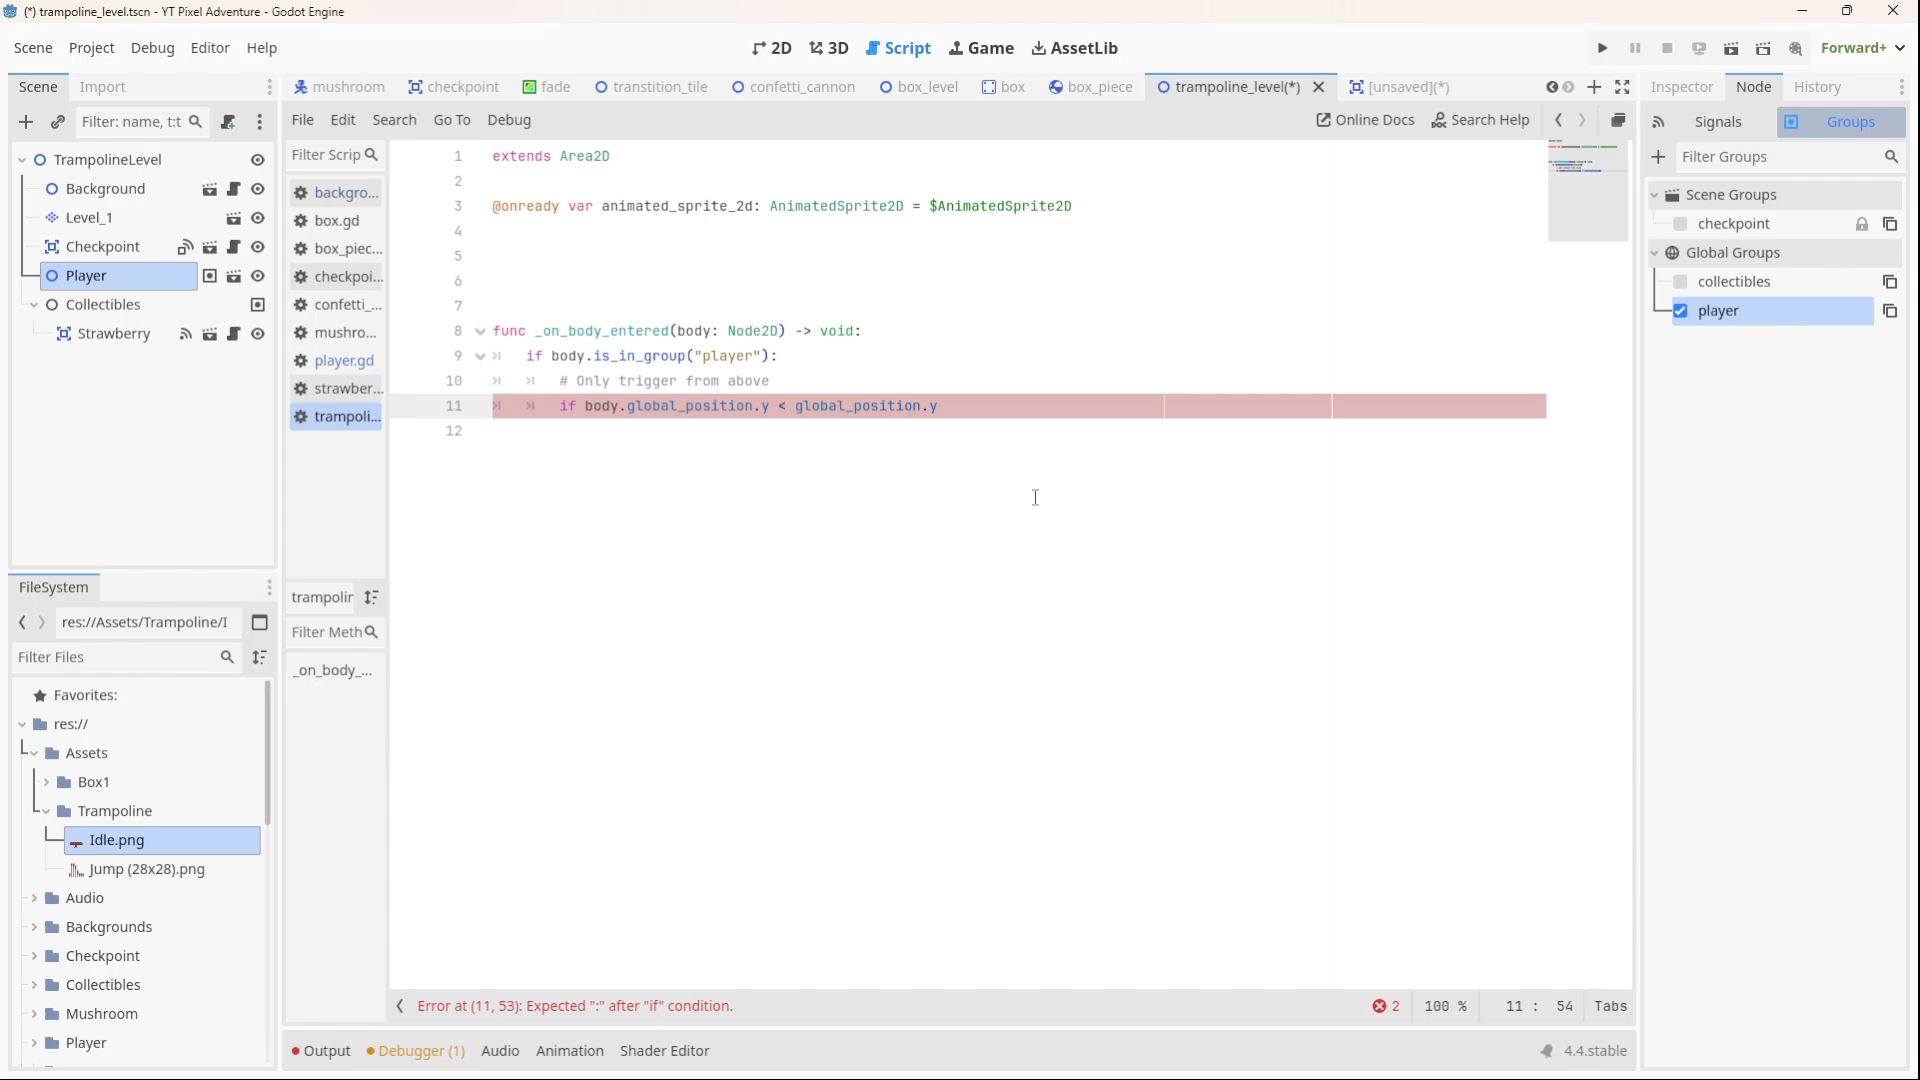 (*) trampoline_level.tscn - YT Pixel Adventure - Godot Engine
Scene Project Debug Editor Help
2D 3D Script Game AssetLib
Forward+
Scene Import
mushroom checkpoint fade transtition_tile confetti_cannon box_level box box_piece trampoline_level(*) [unsaved](*)
Inspector Node History
Filter: name, t:t
File Edit Search Go To Debug
Online Docs Search Help
Signals Groups
Filter Groups
TrampolineLevel
Background
Level_1
Checkpoint
Player
Collectibles
Strawberry
Filter Scrip
backgro...
box.gd
box_piec...
checkpoi...
confetti_...
mushro...
player.gd
strawber...
trampoli...
trampolin
Filter Meth
_on_body_...
1 extends Area2D
2
3 @onready var animated_sprite_2d: AnimatedSprite2D = $AnimatedSprite2D
4
5
6
7
8 func _on_body_entered(body: Node2D) -> void:
9 if body.is_in_group("player"):
10 # Only trigger from above
11 if body.global_position.y < global_position.y
12
Scene Groups
checkpoint
Global Groups
collectibles
player
FileSystem
res://Assets/Trampoline/I
Filter Files
Favorites:
res://
Assets
Box1
Trampoline
Idle.png
Jump (28x28).png
Audio
Backgrounds
Checkpoint
Collectibles
Mushroom
Player
Error at (11, 53): Expected ":" after "if" condition.
2 100 % 11 : 54 Tabs
Output Debugger (1) Audio Animation Shader Editor
4.4.stable